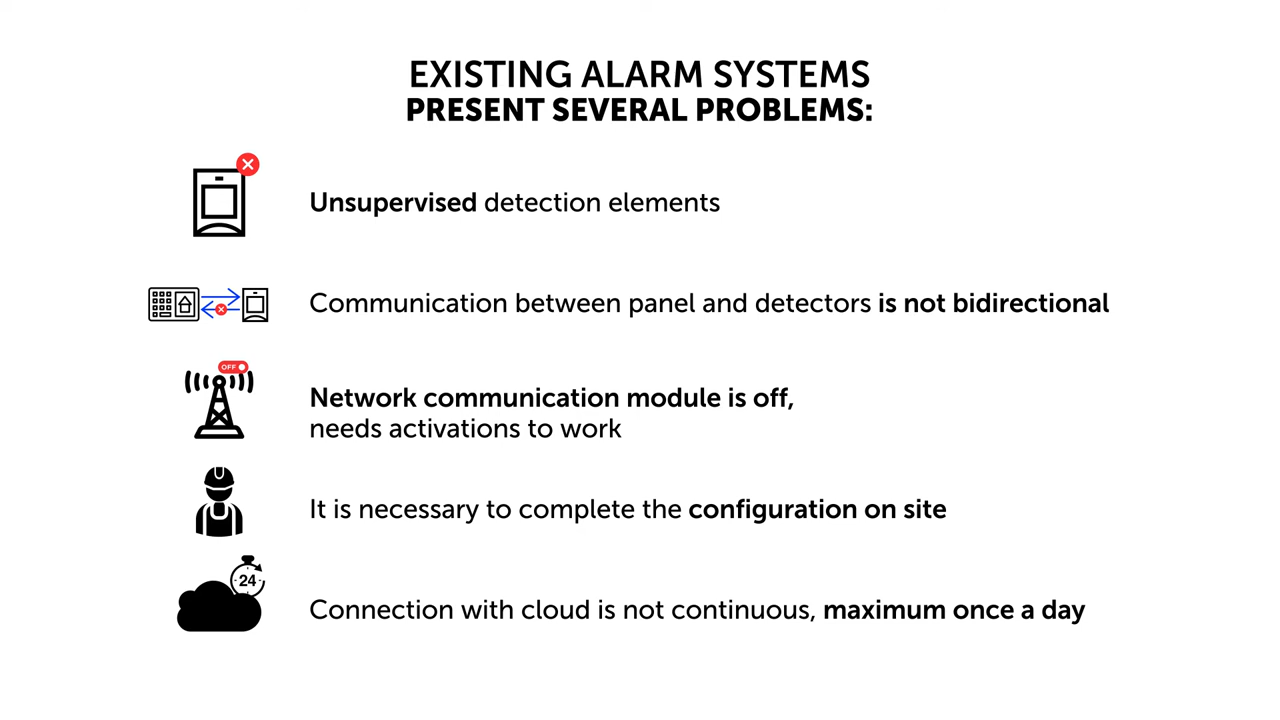 EXISTING ALARM SYSTEMS
PRESENT SEVERAL PROBLEMS:
Unsupervised detection elements
Communication between panel and detectors is not bidirectional
OFF
Network communication module is off,
needs activations to work
It is necessary to complete the configuration on site
24
Connection with cloud is not continuous, maximum once a day